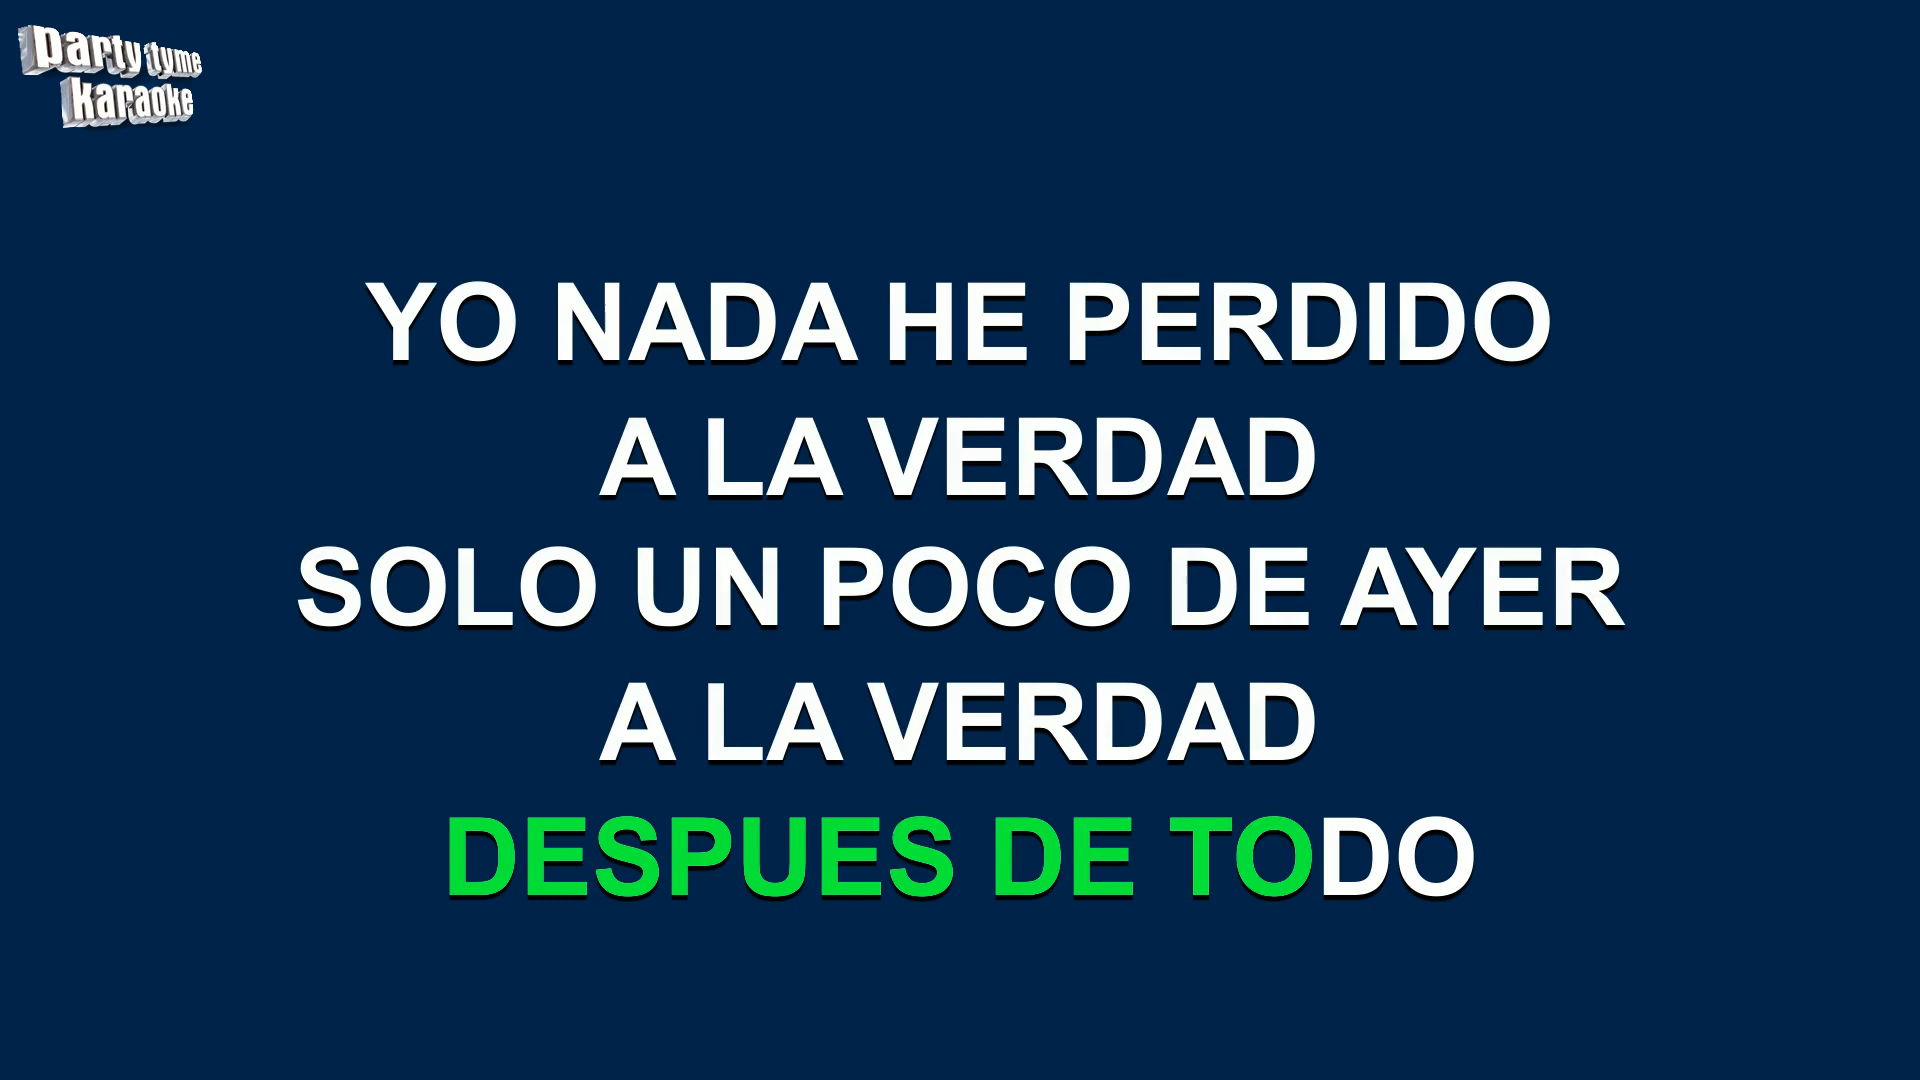 party tyme
karaoke
YO NADA HE PERDIDO
A LA VERDAD
SOLO UN POCO DE AYER
A LA VERDAD
DESPUES DE TODO